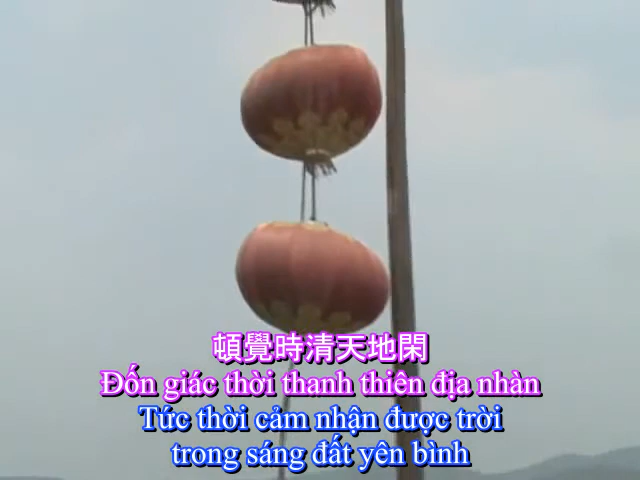 頓覺時清天地閑
Đốn giác thời thanh thiên địa nhàn
Tức thời cảm nhận được trời
trong sáng đất yên bình